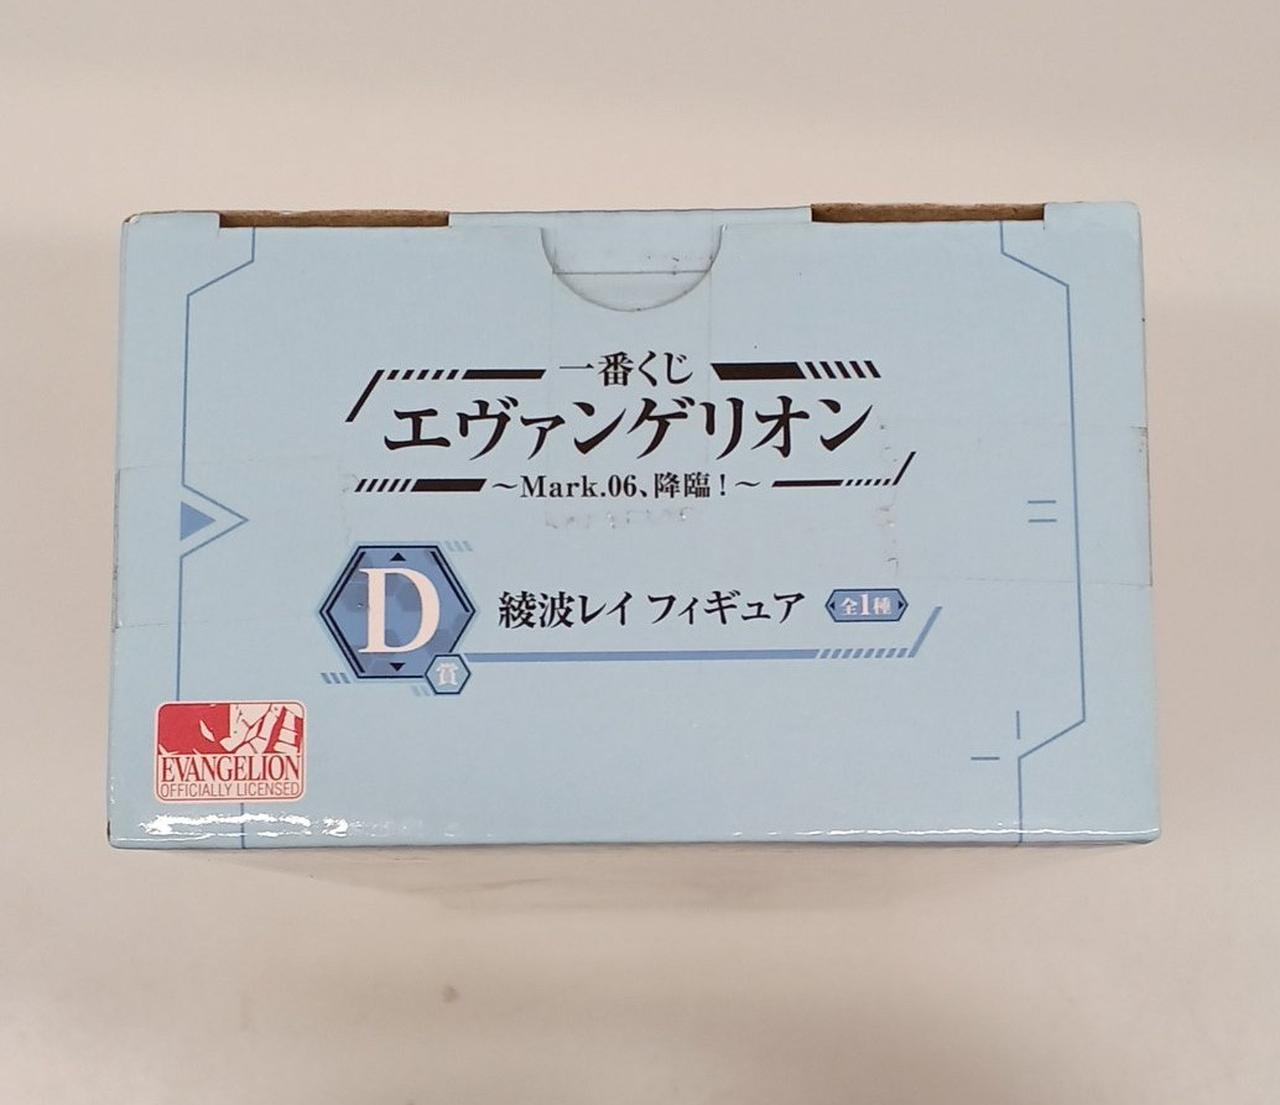 一番くじ
エヴァンゲリオン
～Mark.06、降臨！～
D賞
綾波レイ フィギュア 全1種
EVANGELION
OFFICIALLY LICENSED